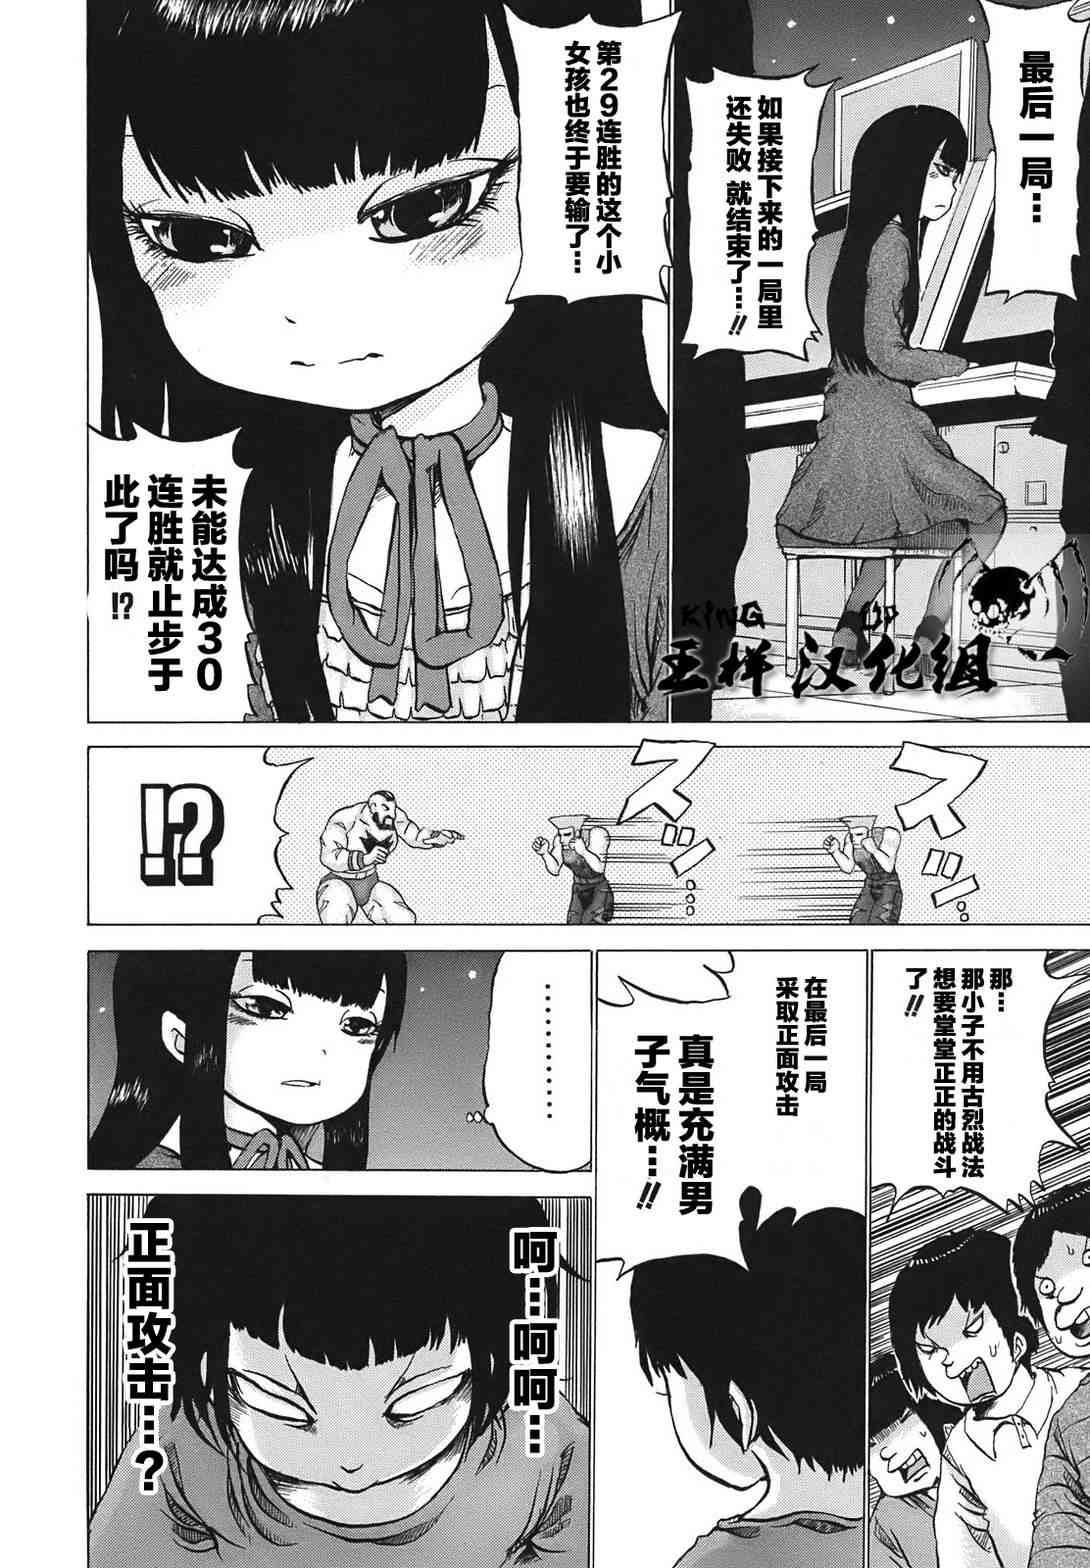 最后一局…
如果接下来的一局里
还失败 就结束了…!!
第29连胜的这个小
女孩也终于要输了…
未能达成30
连胜就止步于
此了吗!?
KING UP
王样汉化组
スズッ…
スズッ…
!?
那…
那小子不用古烈战法
想要堂堂正正的战斗
了!!
在最后一局
采取正面攻击
真是充满男
子气概…!!
………
呵…呵呵…
正面攻击…?